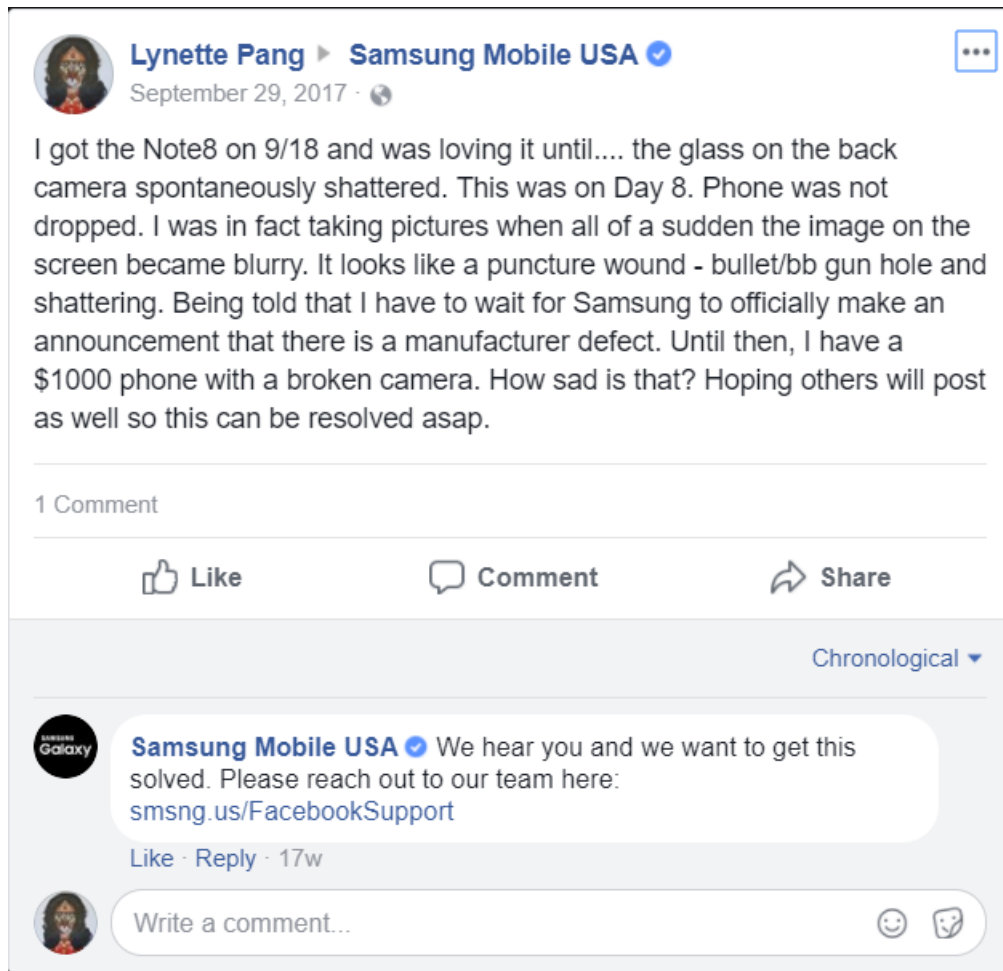 Lynette Pang ▸ Samsung Mobile USA
September 29, 2017 ·
I got the Note8 on 9/18 and was loving it until.... the glass on the back
camera spontaneously shattered. This was on Day 8. Phone was not
dropped. I was in fact taking pictures when all of a sudden the image on the
screen became blurry. It looks like a puncture wound - bullet/bb gun hole and
shattering. Being told that I have to wait for Samsung to officially make an
announcement that there is a manufacturer defect. Until then, I have a
$1000 phone with a broken camera. How sad is that? Hoping others will post
as well so this can be resolved asap.
1 Comment
Like Comment Share
Chronological
SAMSUNG
Galaxy
Samsung Mobile USA We hear you and we want to get this
solved. Please reach out to our team here:
smsng.us/FacebookSupport
Like · Reply · 17w
Write a comment...